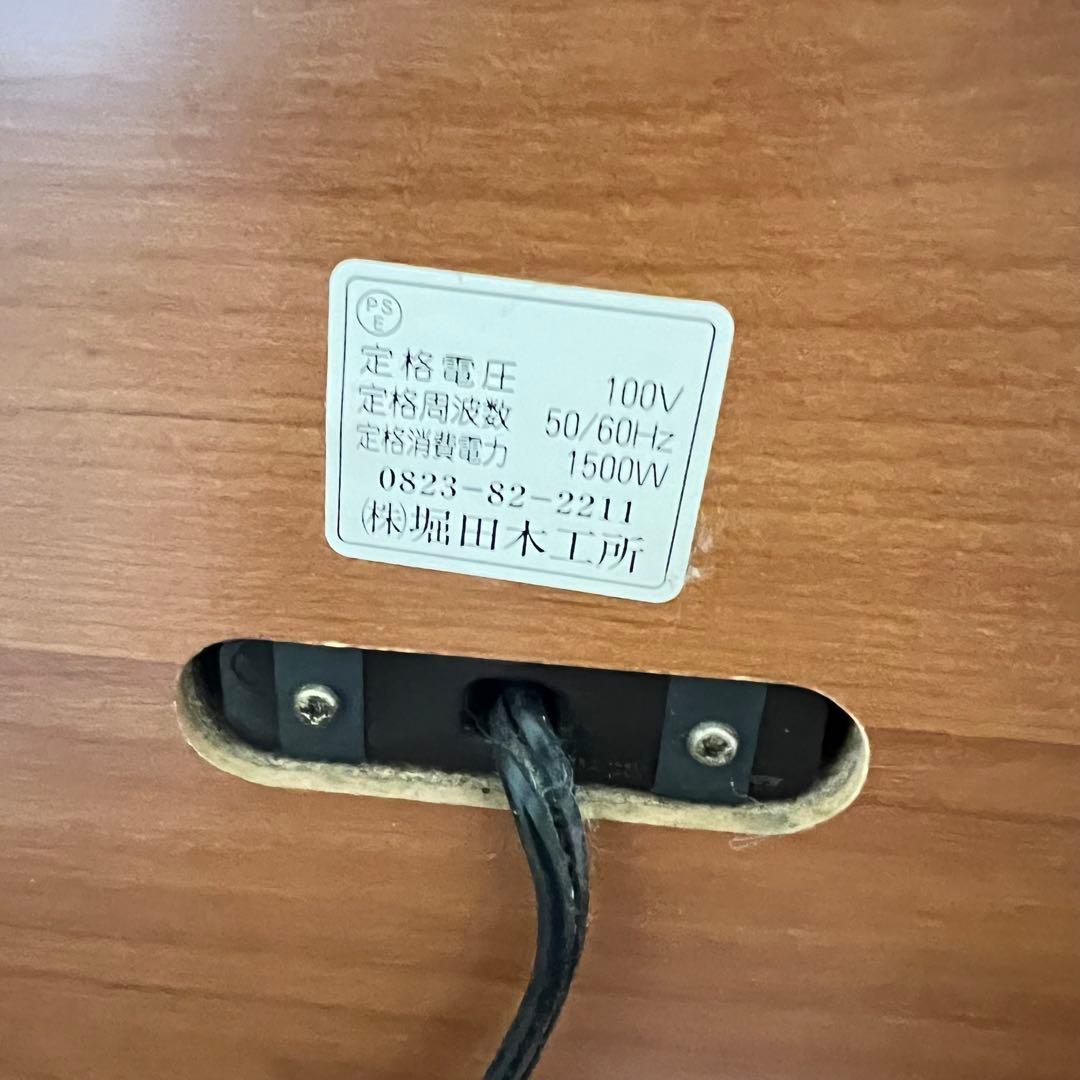 PSE
定格電圧 100V
定格周波数 50/60Hz
定格消費電力 1500W
0823-82-2211
㈱堀田木工所